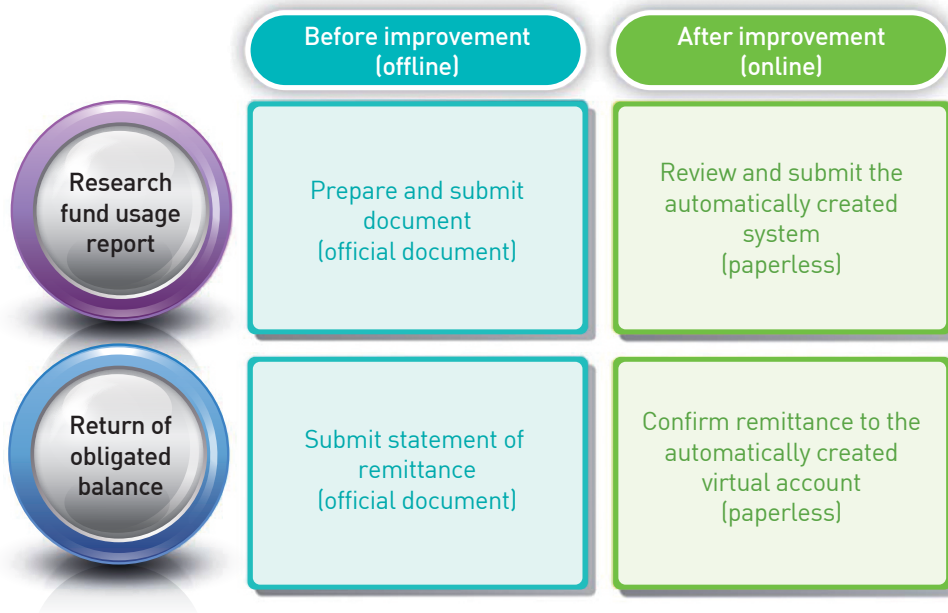 Before improvement
(offline)
After improvement
(online)
Research
fund usage
report
Prepare and submit
document
(official document)
Review and submit the
automatically created
system
(paperless)
Return of
obligated
balance
Submit statement of
remittance
(official document)
Confirm remittance to the
automatically created
virtual account
(paperless)